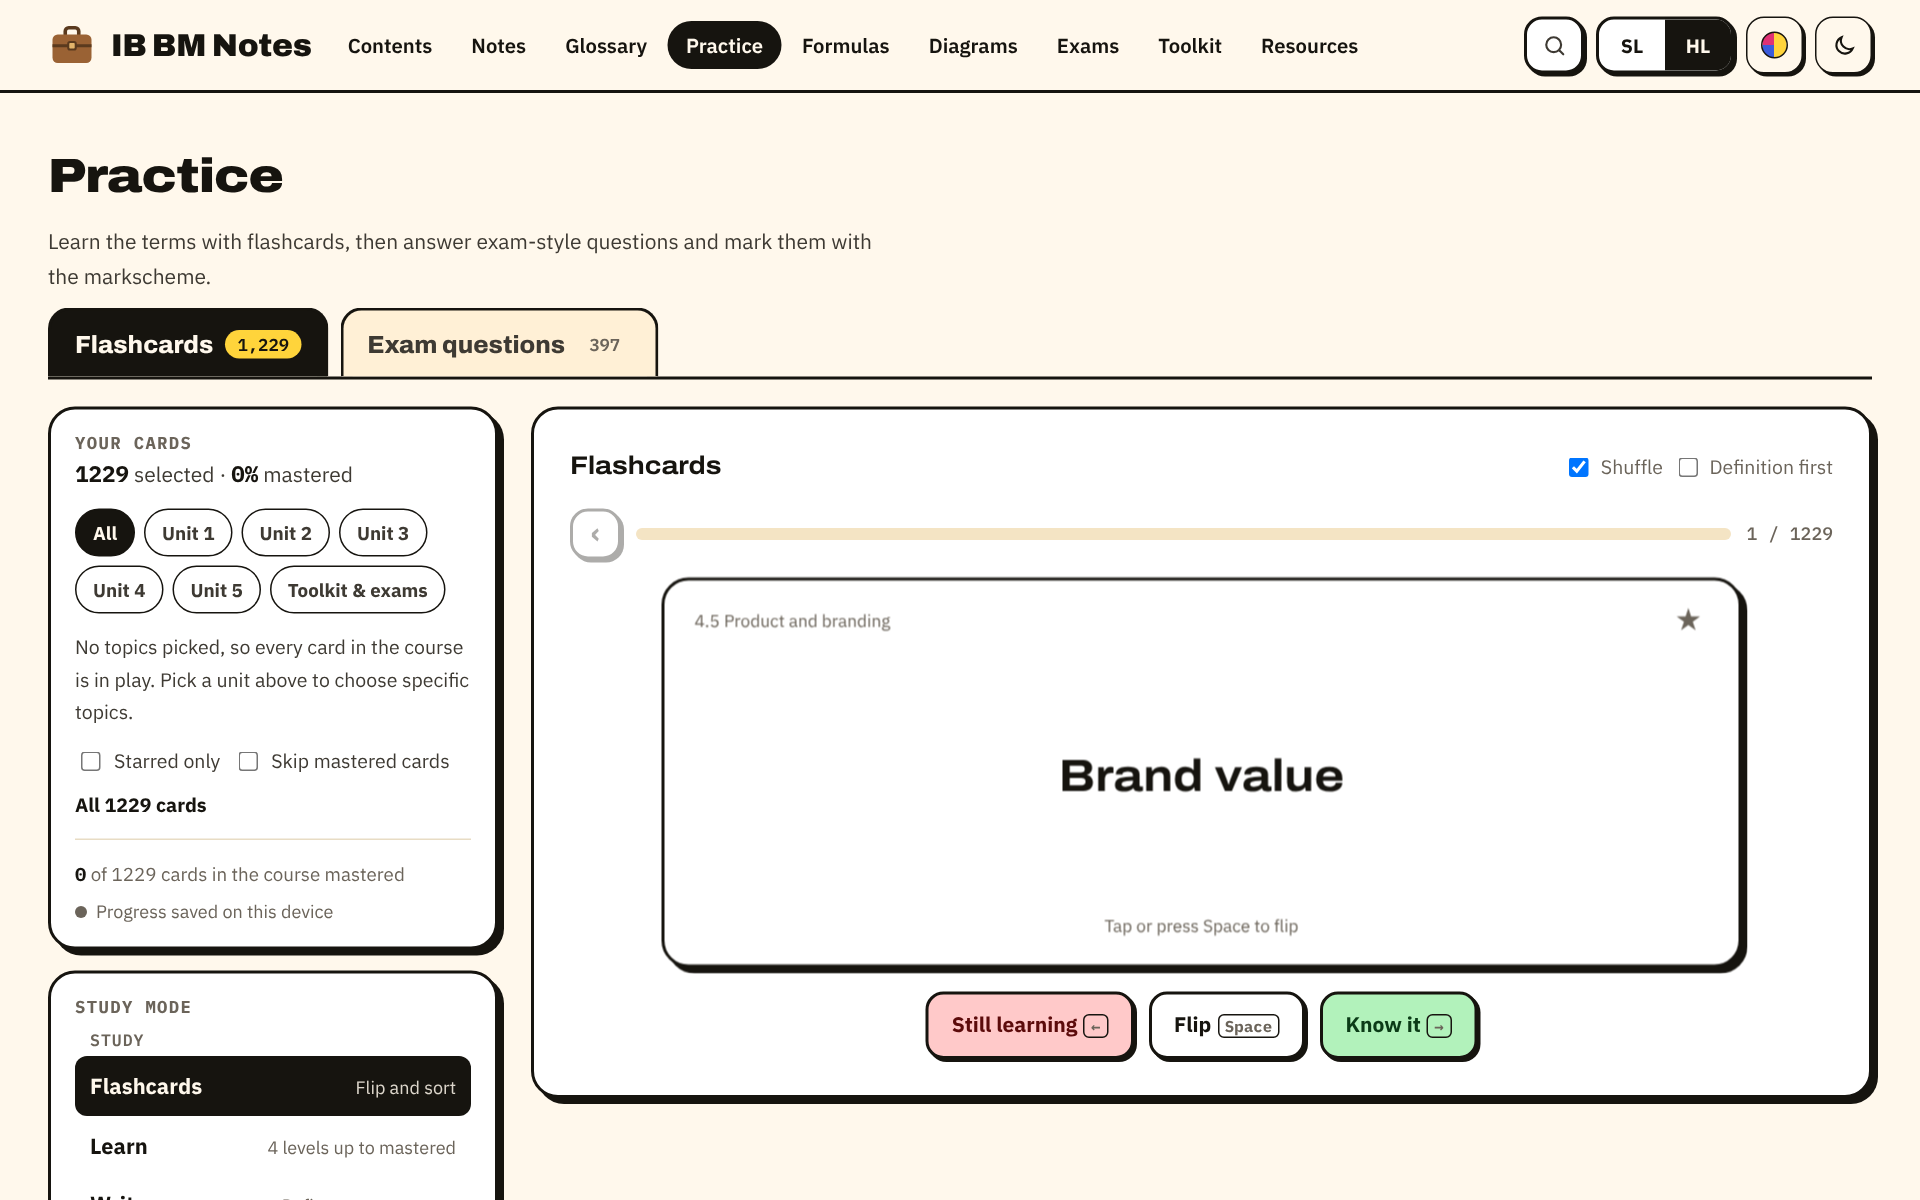 IB BM Notes
Contents
Notes
Glossary
Practice
Formulas
Diagrams
Exams
Toolkit
Resources
SL
HL
Practice
Learn the terms with flashcards, then answer exam-style questions and mark them with
the markscheme.
Flashcards 1,229
Exam questions 397
YOUR CARDS
1229 selected · 0% mastered
All
Unit 1
Unit 2
Unit 3
Unit 4
Unit 5
Toolkit & exams
No topics picked, so every card in the course
is in play. Pick a unit above to choose specific
topics.
Starred only
Skip mastered cards
All 1229 cards
0 of 1229 cards in the course mastered
Progress saved on this device
STUDY MODE
STUDY
Flashcards
Flip and sort
Learn
4 levels up to mastered
Flashcards
Shuffle
Definition first
1 / 1229
4.5 Product and branding
★
Brand value
Tap or press Space to flip
Still learning ←
Flip Space
Know it →